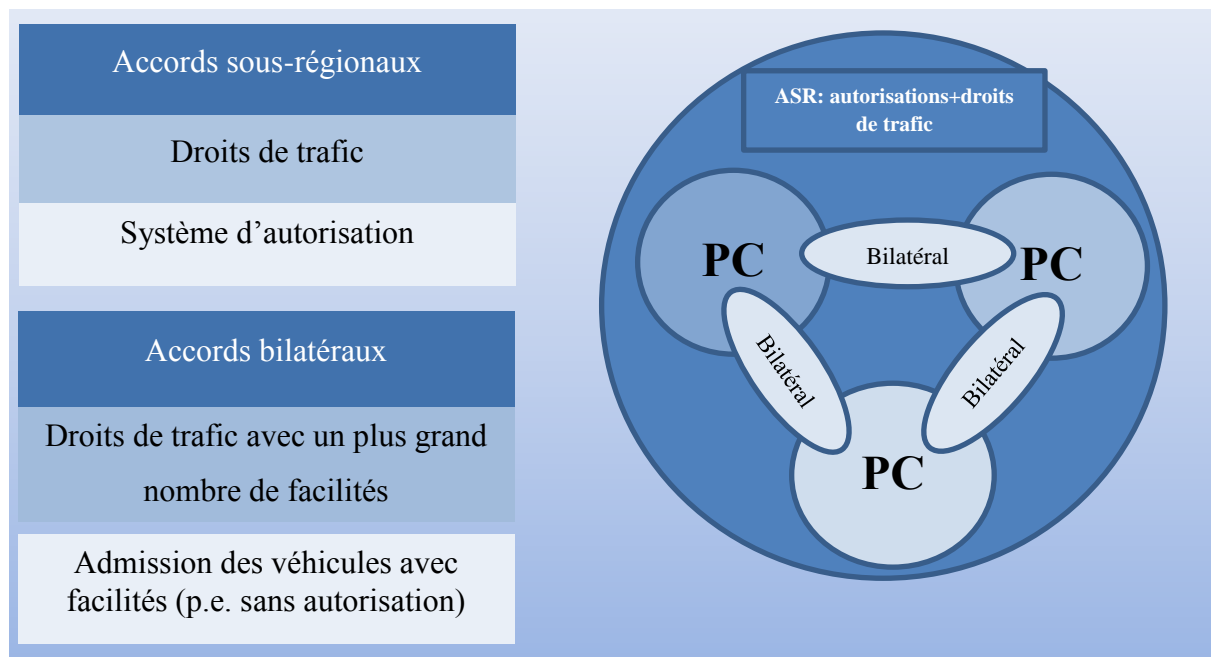 Accords sous-régionaux
Droits de trafic
Système d’autorisation
Accords bilatéraux
Droits de trafic avec un plus grand
nombre de facilités
Admission des véhicules avec
facilités (p.e. sans autorisation)
ASR: autorisations+droits
de trafic
PC
Bilatéral
PC
Bilatéral
Bilatéral
PC